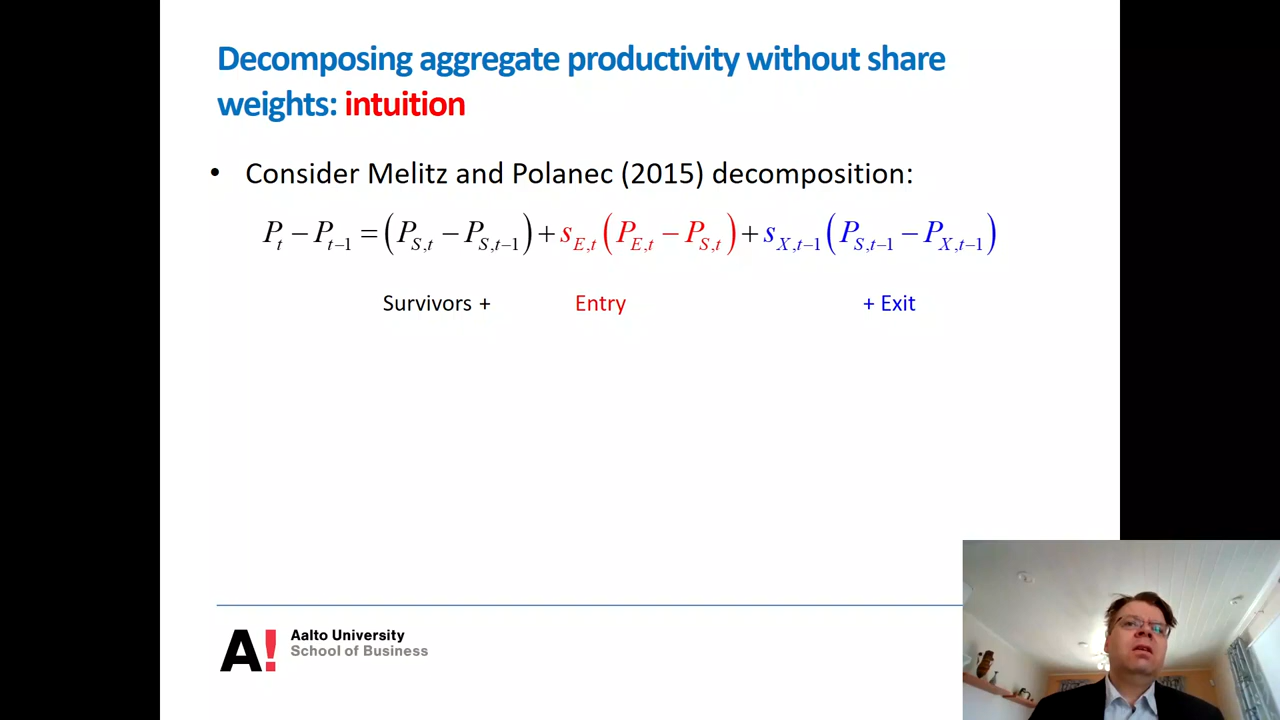 Decomposing aggregate productivity without share
weights: intuition
• Consider Melitz and Polanec (2015) decomposition:
P_t − P_{t−1} = (P_{S,t} − P_{S,t−1}) + s_{E,t} (P_{E,t} − P_{S,t}) + s_{X,t−1} (P_{S,t−1} − P_{X,t−1})
Survivors + Entry + Exit
A! Aalto University
School of Business